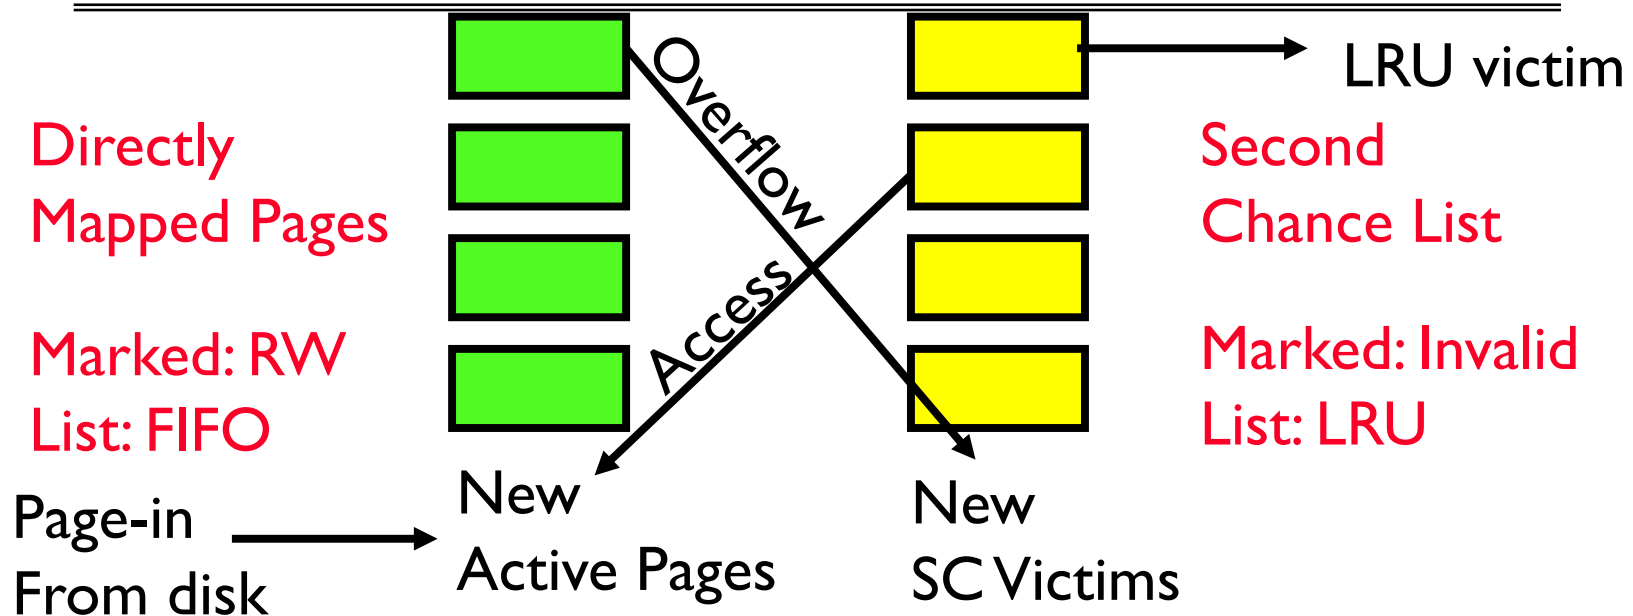 Directly
Mapped Pages
Marked: RW
List: FIFO
Page-in
From disk
Overflow
Access
New
Active Pages
New
SC Victims
LRU victim
Second
Chance List
Marked: Invalid
List: LRU